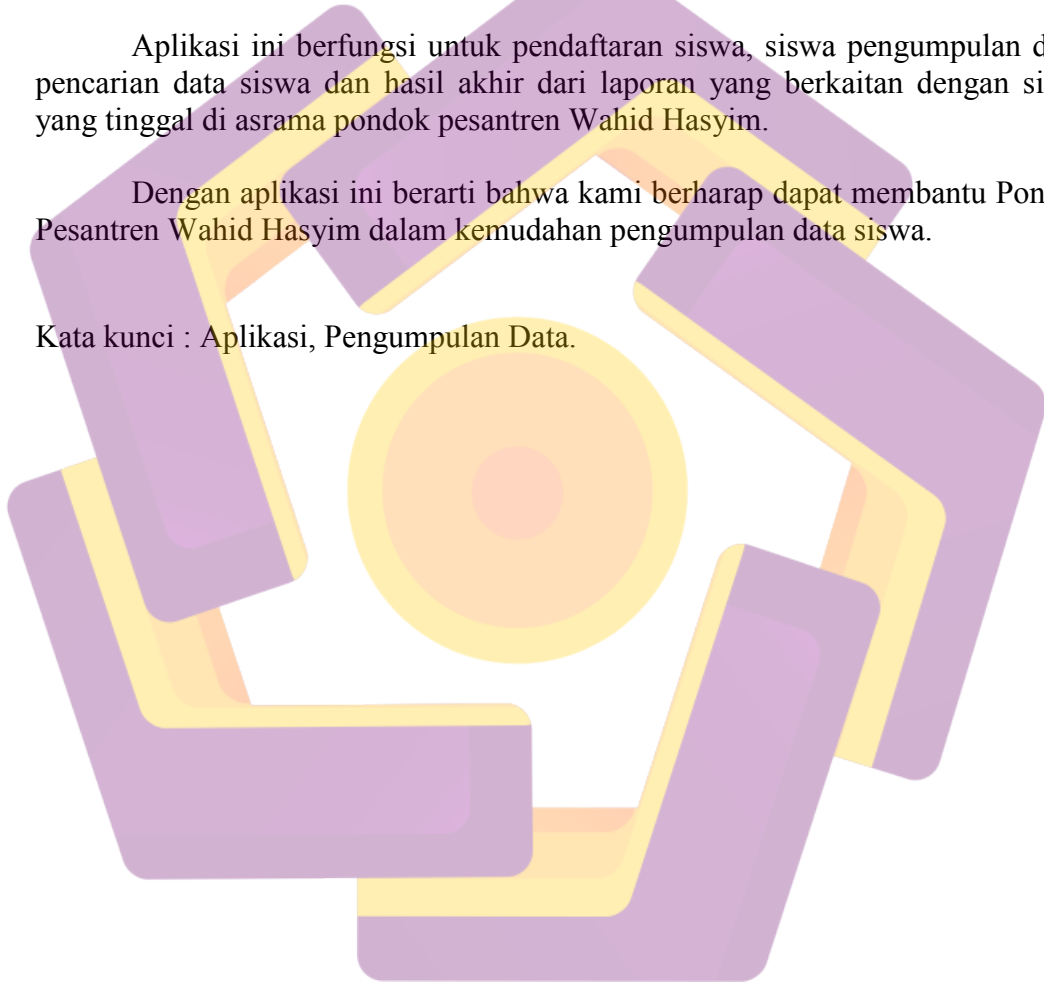 Aplikasi ini berfungsi untuk pendaftaran siswa, siswa pengumpulan
pencarian data siswa dan hasil akhir dari laporan yang berkaitan dengan
yang tinggal di asrama pondok pesantren Wahid Hasyim.
Dengan aplikasi ini berarti bahwa kami berharap dapat membantu
Pesantren Wahid Hasyim dalam kemudahan pengumpulan data siswa.
Kata kunci : Aplikasi, Pengumpulan Data.